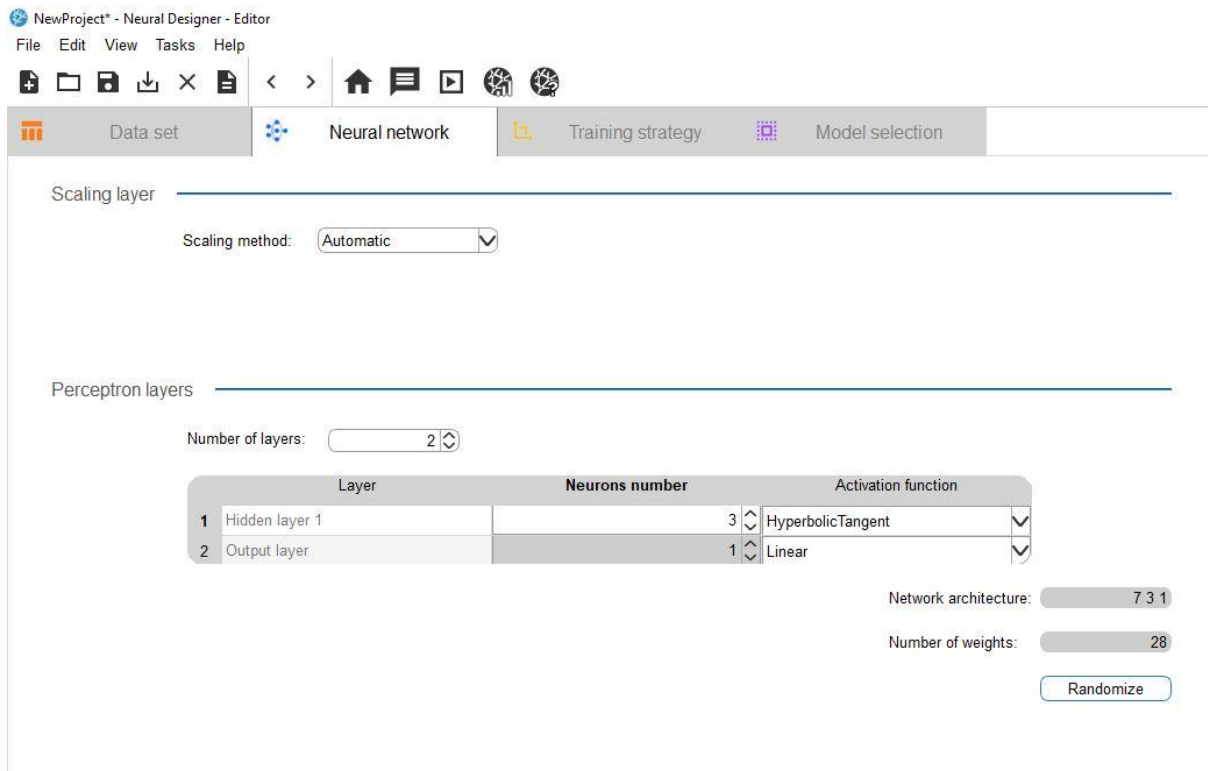 NewProject* - Neural Designer - Editor
File Edit View Tasks Help
Data set Neural network Training strategy Model selection
Scaling layer
Scaling method: Automatic
Perceptron layers
Number of layers: 2
Layer Neurons number Activation function
1 Hidden layer 1 3 HyperbolicTangent
2 Output layer 1 Linear
Network architecture: 7 3 1
Number of weights: 28
Randomize